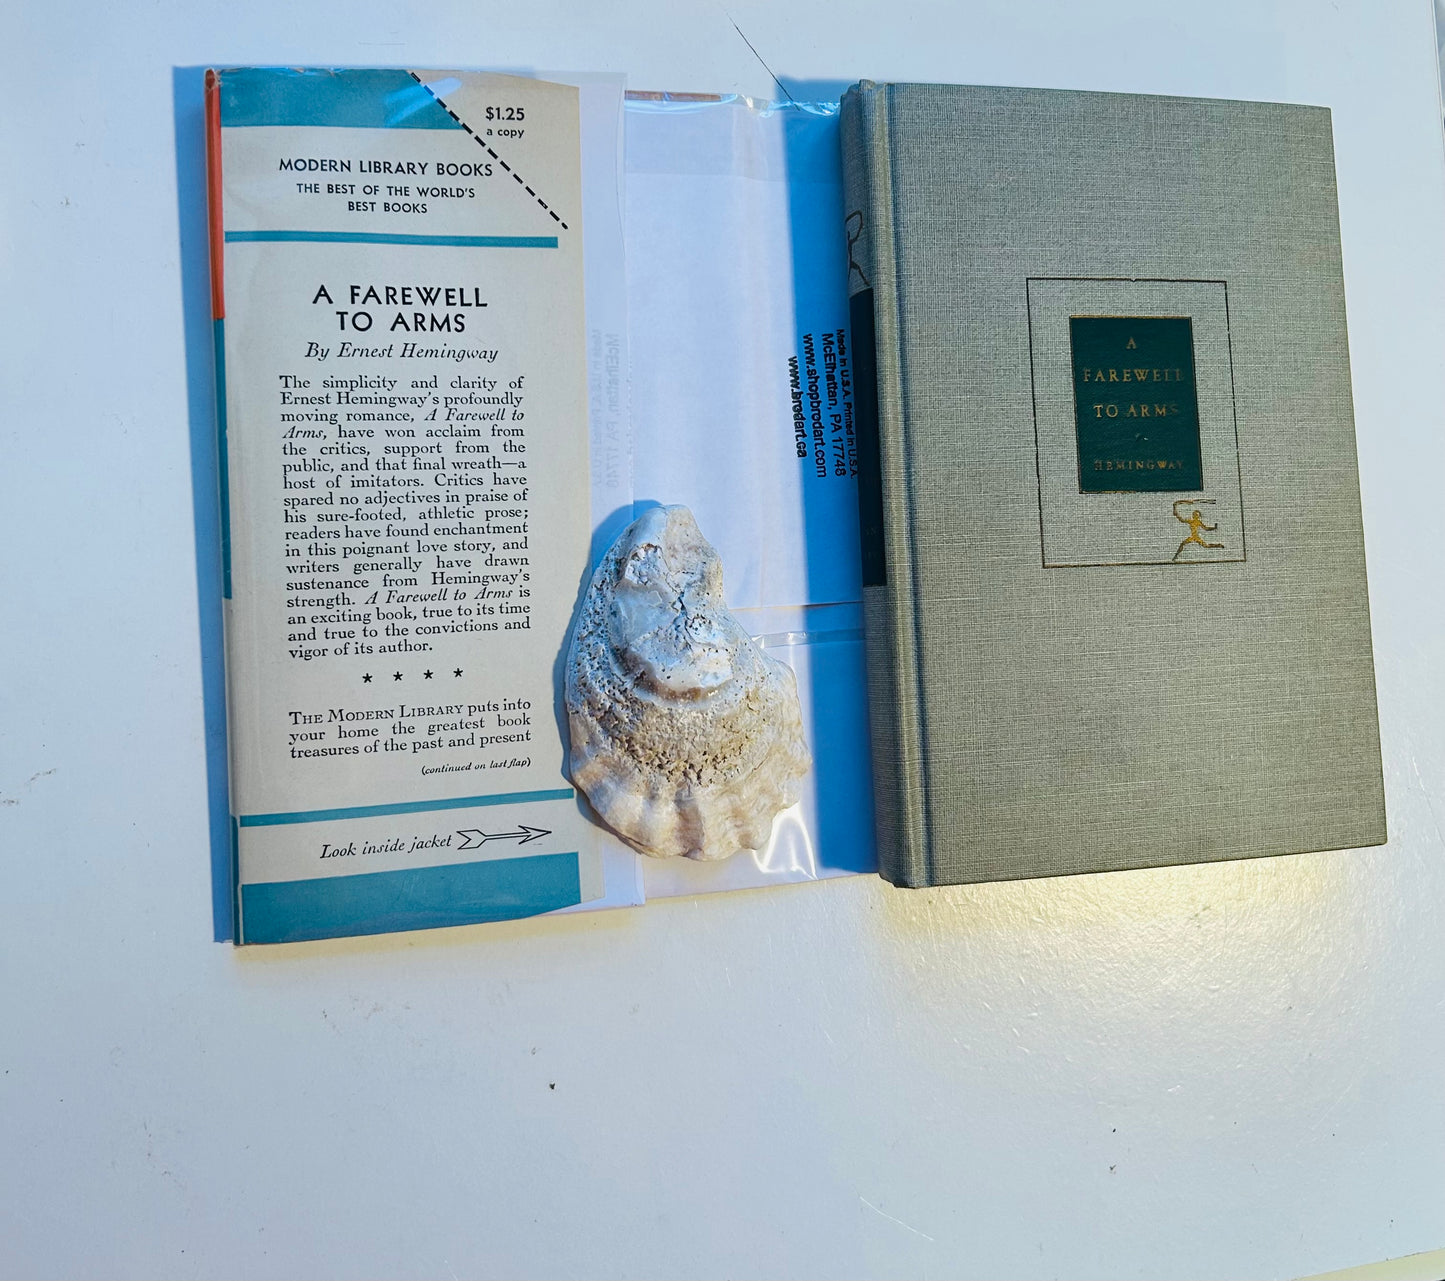 $1.25
a copy
MODERN LIBRARY BOOKS
THE BEST OF THE WORLD'S
BEST BOOKS
A FAREWELL
TO ARMS
By Ernest Hemingway
The simplicity and clarity of
Ernest Hemingway's profoundly
moving romance, A Farewell to
Arms, have won acclaim from
the critics, support from the
public, and that final wreath—a
host of imitators. Critics have
spared no adjectives in praise of
his sure-footed, athletic prose;
readers have found enchantment
in this poignant love story, and
writers generally have drawn
sustenance from Hemingway's
strength. A Farewell to Arms is
an exciting book, true to its time
and true to the convictions and
vigor of its author.
★ ★ ★ ★
THE MODERN LIBRARY puts into
your home the greatest book
treasures of the past and present
(continued on last flap)
Look inside jacket
Made in U.S.A. Printed in U.S.A.
McElhattan, PA 17748
www.shopbrodart.com
www.brodart.ca
A
FAREWELL
TO ARMS
HEMINGWAY